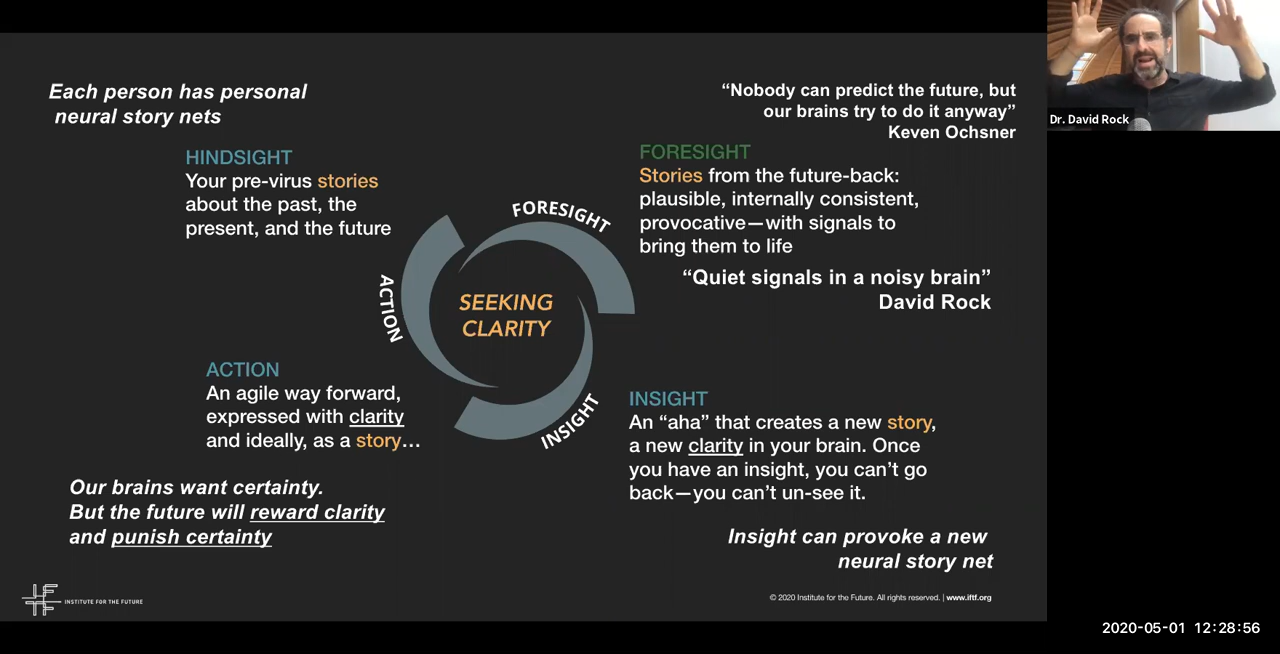 Each person has personal
neural story nets
“Nobody can predict the future, but
our brains try to do it anyway”
Keven Ochsner
Dr. David Rock
HINDSIGHT
Your pre-virus stories
about the past, the
present, and the future
FORESIGHT
Stories from the future-back:
plausible, internally consistent,
provocative—with signals to
bring them to life
“Quiet signals in a noisy brain”
David Rock
FORESIGHT
ACTION
INSIGHT
SEEKING
CLARITY
ACTION
An agile way forward,
expressed with clarity
and ideally, as a story...
INSIGHT
An “aha” that creates a new story,
a new clarity in your brain. Once
you have an insight, you can’t go
back—you can’t un-see it.
Our brains want certainty.
But the future will reward clarity
and punish certainty
Insight can provoke a new
neural story net
INSTITUTE FOR THE FUTURE
© 2020 Institute for the Future. All rights reserved. | www.iftf.org
2020-05-01 12:28:56